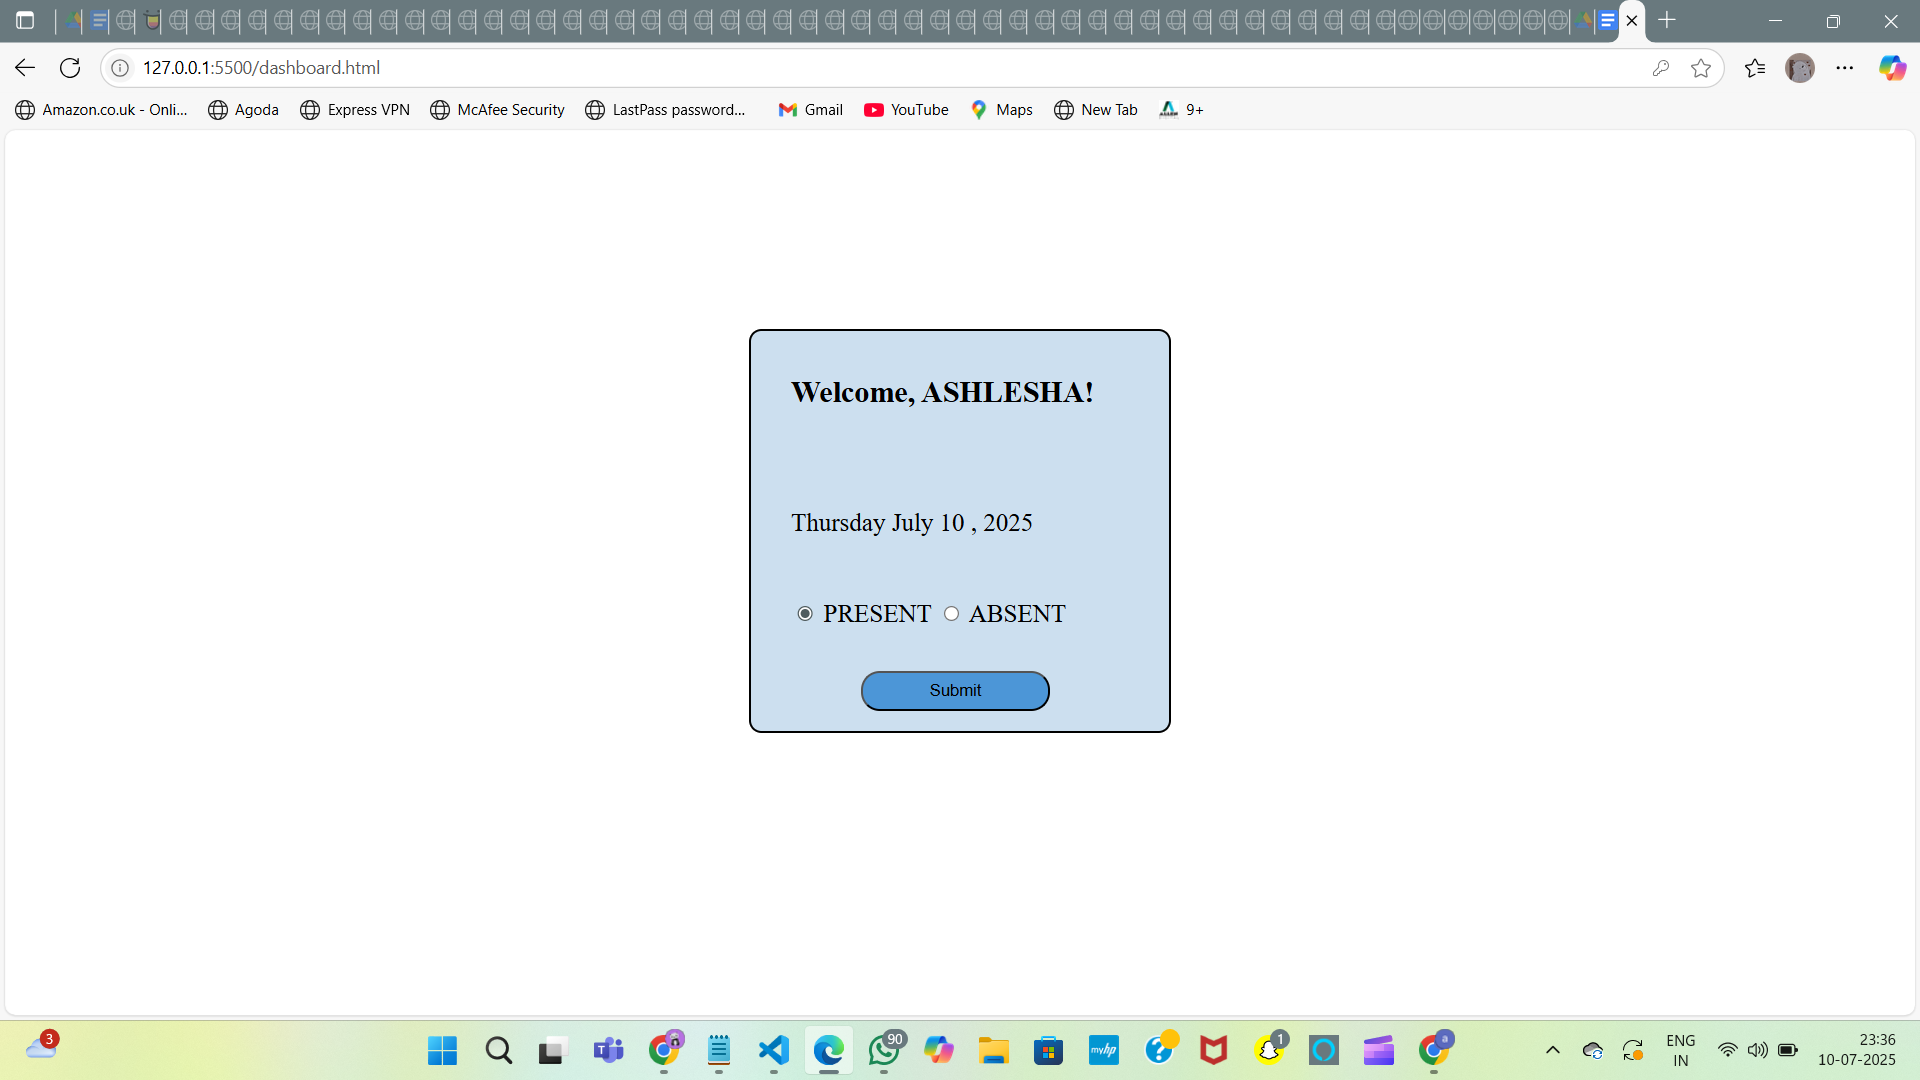 127.0.0.1:5500/dashboard.html
Amazon.co.uk - Onli... Agoda Express VPN McAfee Security LastPass password... Gmail YouTube Maps New Tab 9+
Welcome, ASHLESHA!
Thursday July 10 , 2025
PRESENT ABSENT
Submit
3
90
myhp
1
a
ENG
IN
23:36
10-07-2025